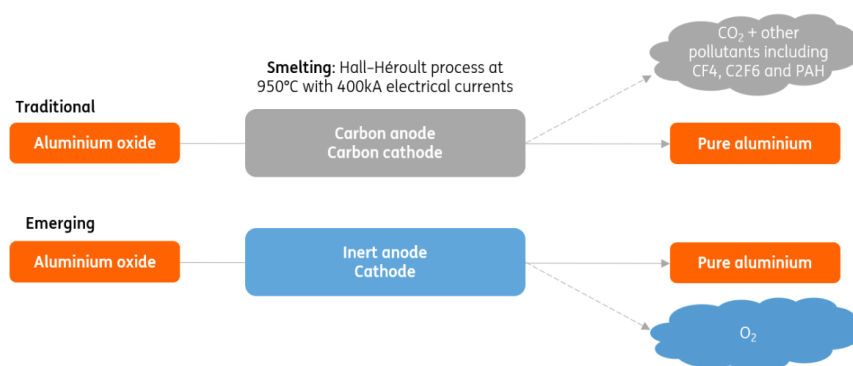 CO₂ + other
pollutants including
CF4, C2F6 and PAH
Smelting: Hall–Héroult process at
950°C with 400kA electrical currents
Traditional
Aluminium oxide
Carbon anode
Carbon cathode
Pure aluminium
Emerging
Aluminium oxide
Inert anode
Cathode
Pure aluminium
O₂